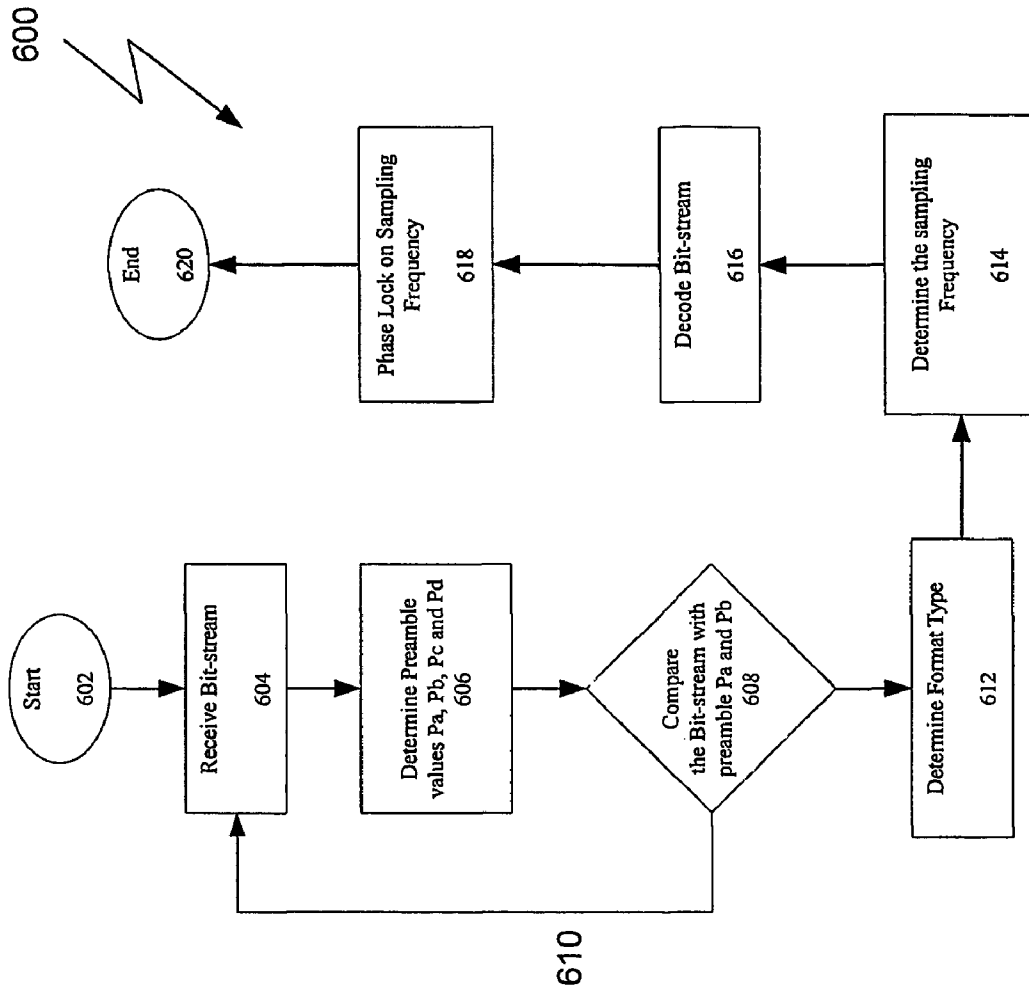 600
Start
602
Receive Bit-stream
604
Determine Preamble
values Pa, Pb, Pc and Pd
606
Compare
the Bit-stream with
preamble Pa and Pb
608
610
Determine Format Type
612
Determine the sampling
Frequency
614
Decode Bit-stream
616
Phase Lock on Sampling
Frequency
618
End
620